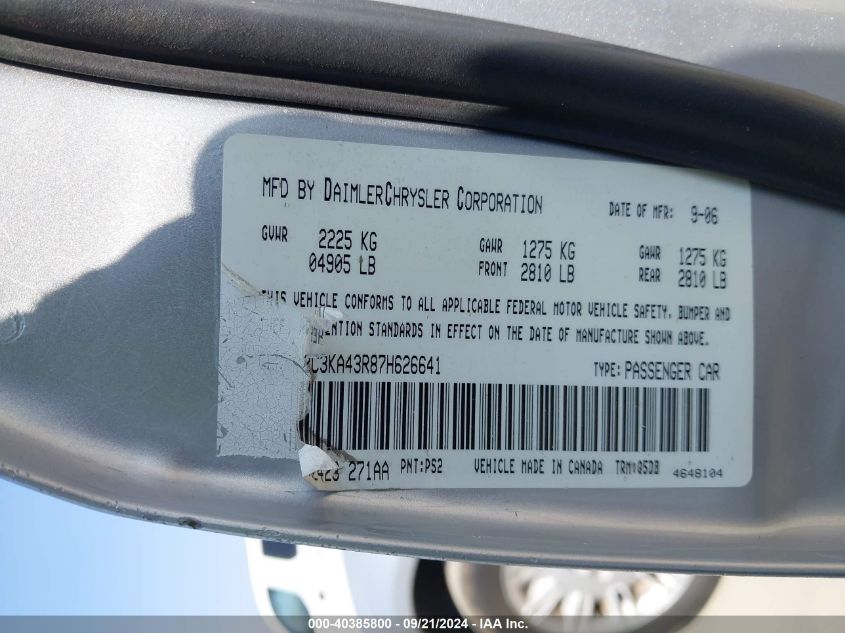 MFD BY DAIMLERCHRYSLER CORPORATION DATE OF MFR: 9-06
GVWR 2225 KG GAWR 1275 KG GAWR 1275 KG
04905 LB FRONT 2810 LB REAR 2810 LB
THIS VEHICLE CONFORMS TO ALL APPLICABLE FEDERAL MOTOR VEHICLE SAFETY, BUMPER AND
STANDARDS IN EFFECT ON THE DATE OF MANUFACTURE SHOWN ABOVE.
C3KA43R87H626641 TYPE: PASSENGER CAR
271AA PNT:PS2 VEHICLE MADE IN CANADA TRM:85DB 4648104
000-40385800 - 09/21/2024 - IAA Inc.